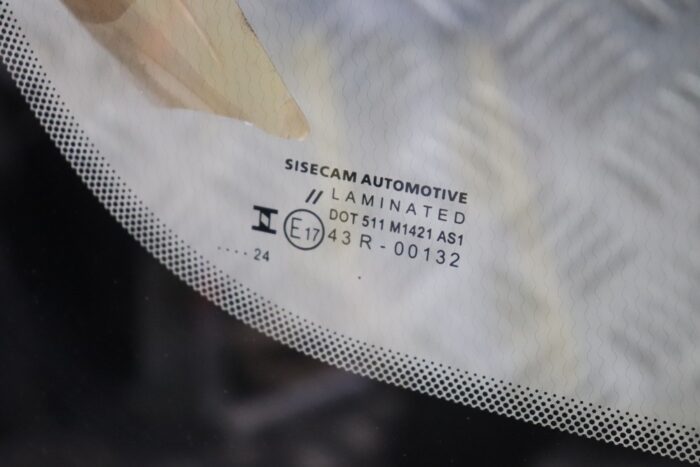 SISECAM AUTOMOTIVE
// LAMINATED
DOT 511 M1421 AS1
E17 43 R - 00132
.... 24